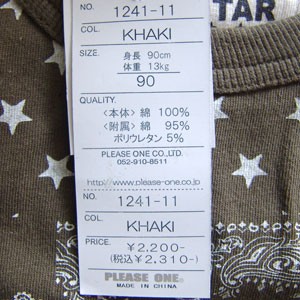 TAR
NO. 1241-11
COL. KHAKI
SIZE.
身長 90cm
体重 13kg
90
QUALITY.
〈本体〉綿 100%
〈附属〉綿 95%
ポリウレタン 5%
PLEASE ONE CO.,LTD.
052-910-8511
http://www.please-one.co
NO. 1241-11
COL. KHAKI
PRICE. ¥2,200-
(税込¥2,310-)
PLEASE ONE.
MADE IN CHINA